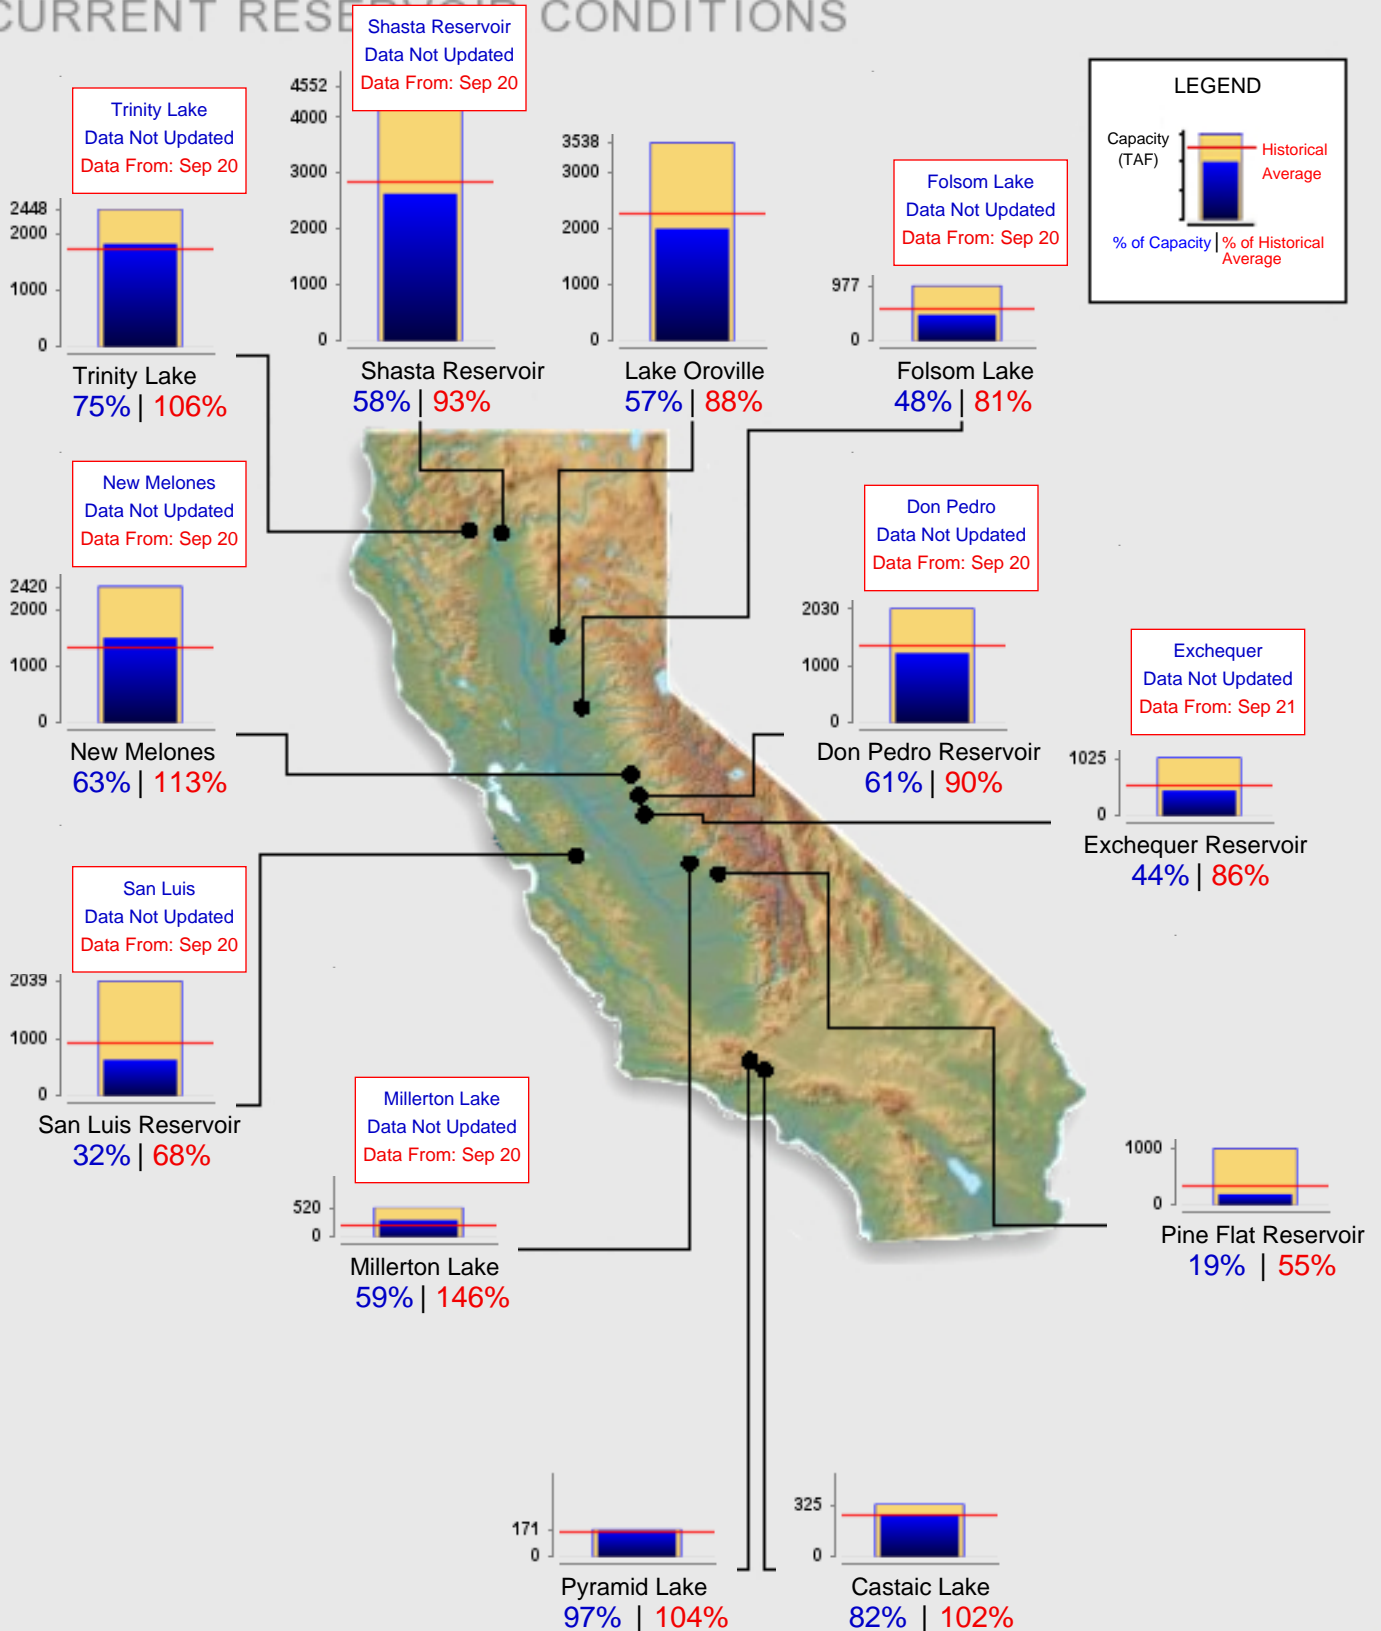 CURRENT RESERVOIR CONDITIONS
Shasta Reservoir
Data Not Updated
Data From: Sep 20
Trinity Lake
Data Not Updated
Data From: Sep 20
2448
2000
1000
0
Trinity Lake
75% | 106%
4552
4000
3000
2000
1000
0
Shasta Reservoir
58% | 93%
3538
3000
2000
1000
0
Lake Oroville
57% | 88%
Folsom Lake
Data Not Updated
Data From: Sep 20
977
0
Folsom Lake
48% | 81%
LEGEND
Capacity
(TAF)
Historical
Average
% of Capacity | % of Historical
Average
New Melones
Data Not Updated
Data From: Sep 20
2420
2000
1000
0
New Melones
63% | 113%
Don Pedro
Data Not Updated
Data From: Sep 20
2030
1000
0
Don Pedro Reservoir
61% | 90%
Exchequer
Data Not Updated
Data From: Sep 21
1025
0
Exchequer Reservoir
44% | 86%
San Luis
Data Not Updated
Data From: Sep 20
2039
1000
0
San Luis Reservoir
32% | 68%
Millerton Lake
Data Not Updated
Data From: Sep 20
520
0
Millerton Lake
59% | 146%
1000
0
Pine Flat Reservoir
19% | 55%
171
0
Pyramid Lake
97% | 104%
325
0
Castaic Lake
82% | 102%